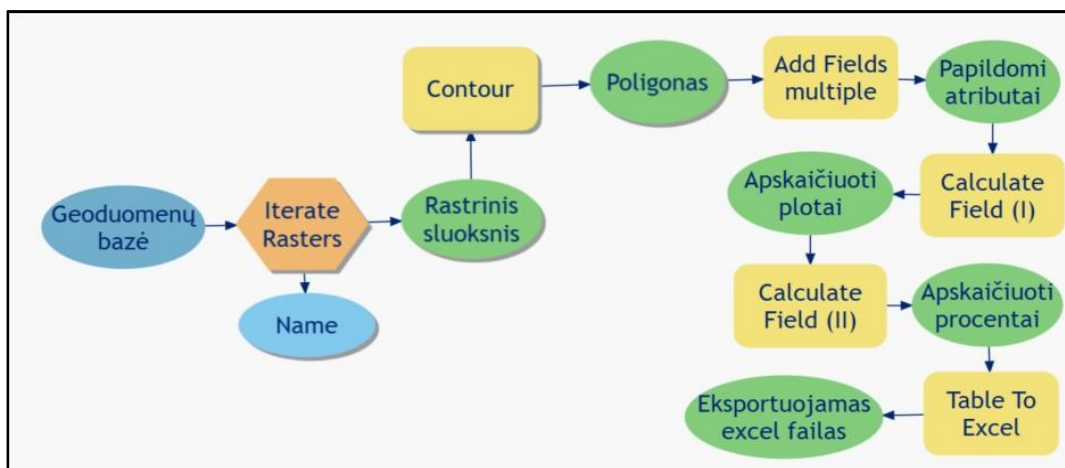 Geoduomenų
bazė
Iterate
Rasters
Name
Rastrinis
sluoksnis
Contour
Poligonas
Add Fields
multiple
Papildomi
atributai
Calculate
Field (I)
Apskaičiuoti
plotai
Calculate
Field (II)
Apskaičiuoti
procentai
Table To
Excel
Eksportuojamas
excel failas